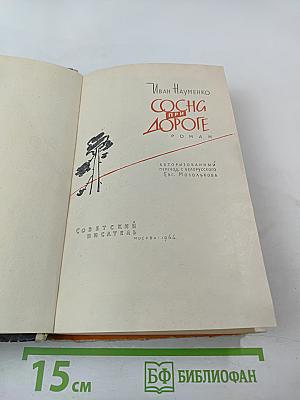 Иван Науменко
СОСНА
ПРИ
ДОРОГЕ
РОМАН
АВТОРИЗОВАННЫЙ
ПЕРЕВОД С БЕЛОРУССКОГО
ЕВГ. МОЗОЛЬКОВА
СОВЕТСКИЙ
ПИСАТЕЛЬ
МОСКВА · 1964
15 СМ
БФ БИБЛИОФАН